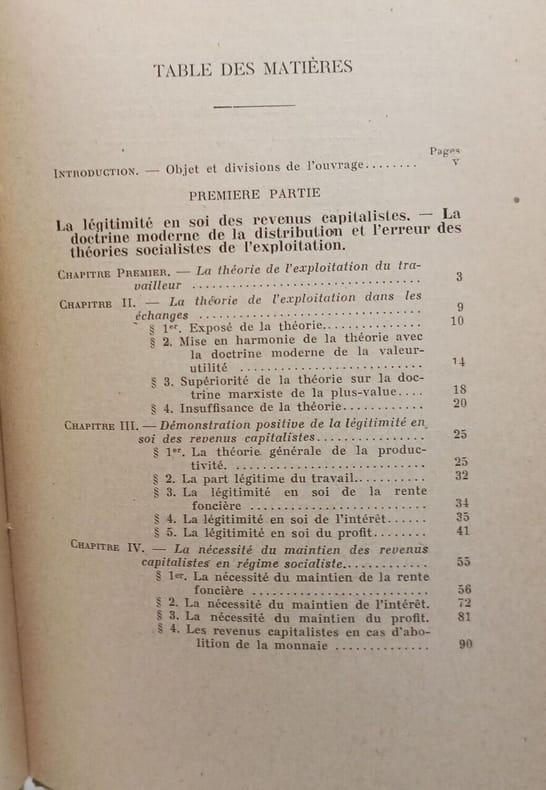 TABLE DES MATIÈRES
Pages
INTRODUCTION. — Objet et divisions de l'ouvrage........ V
PREMIERE PARTIE
La légitimité en soi des revenus capitalistes. — La
doctrine moderne de la distribution et l'erreur des
théories socialistes de l'exploitation.
CHAPITRE PREMIER. — La théorie de l'exploitation du tra-
vailleur ................................ 3
CHAPITRE II. — La théorie de l'exploitation dans les
échanges ................................ 9
§ 1er. Exposé de la théorie.............. 10
§ 2. Mise en harmonie de la théorie avec
la doctrine moderne de la valeur-
utilité .......................... 14
§ 3. Supériorité de la théorie sur la doc-
trine marxiste de la plus-value.... 18
§ 4. Insuffisance de la théorie............ 20
CHAPITRE III. — Démonstration positive de la légitimité en
soi des revenus capitalistes................ 25
§ 1er. La théorie générale de la produc-
tivité. ........................... 25
§ 2. La part légitime du travail.......... 32
§ 3. La légitimité en soi de la rente
foncière ......................... 34
§ 4. La légitimité en soi de l'intérêt...... 35
§ 5. La légitimité en soi du profit........ 41
CHAPITRE IV. — La nécessité du maintien des revenus
capitalistes en régime socialiste............ 55
§ 1er. La nécessité du maintien de la rente
foncière ......................... 56
§ 2. La nécessité du maintien de l'intérêt. 72
§ 3. La nécessité du maintien du profit. 81
§ 4. Les revenus capitalistes en cas d'abo-
lition de la monnaie .............. 90